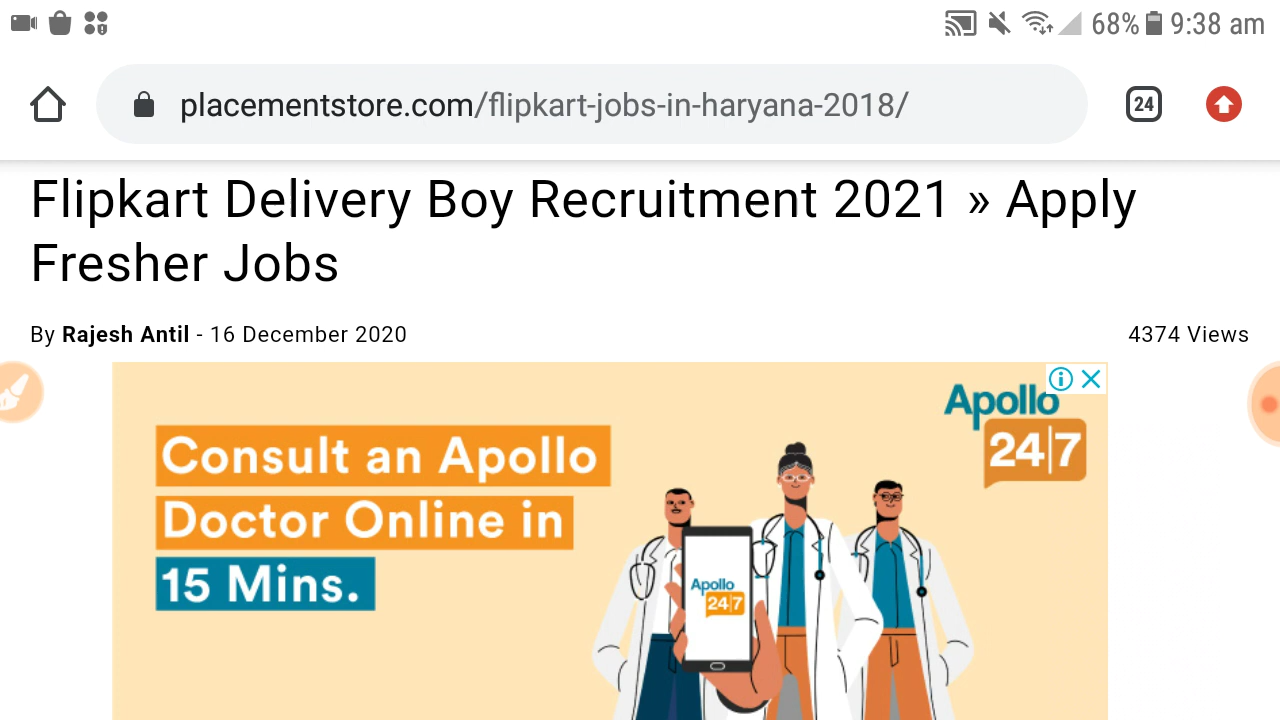 68% 9:38 am
placementstore.com/flipkart-jobs-in-haryana-2018/
24
Flipkart Delivery Boy Recruitment 2021 » Apply
Fresher Jobs
By Rajesh Antil - 16 December 2020
4374 Views
Apollo
24|7
Consult an Apollo
Doctor Online in
15 Mins.
Apollo
24|7